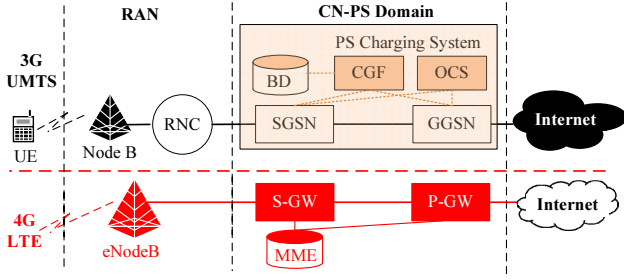 RAN
CN-PS Domain
PS Charging System
3G
UMTS
BD
CGF
OCS
UE
Node B
RNC
SGSN
GGSN
Internet
4G
LTE
eNodeB
S-GW
P-GW
Internet
MME